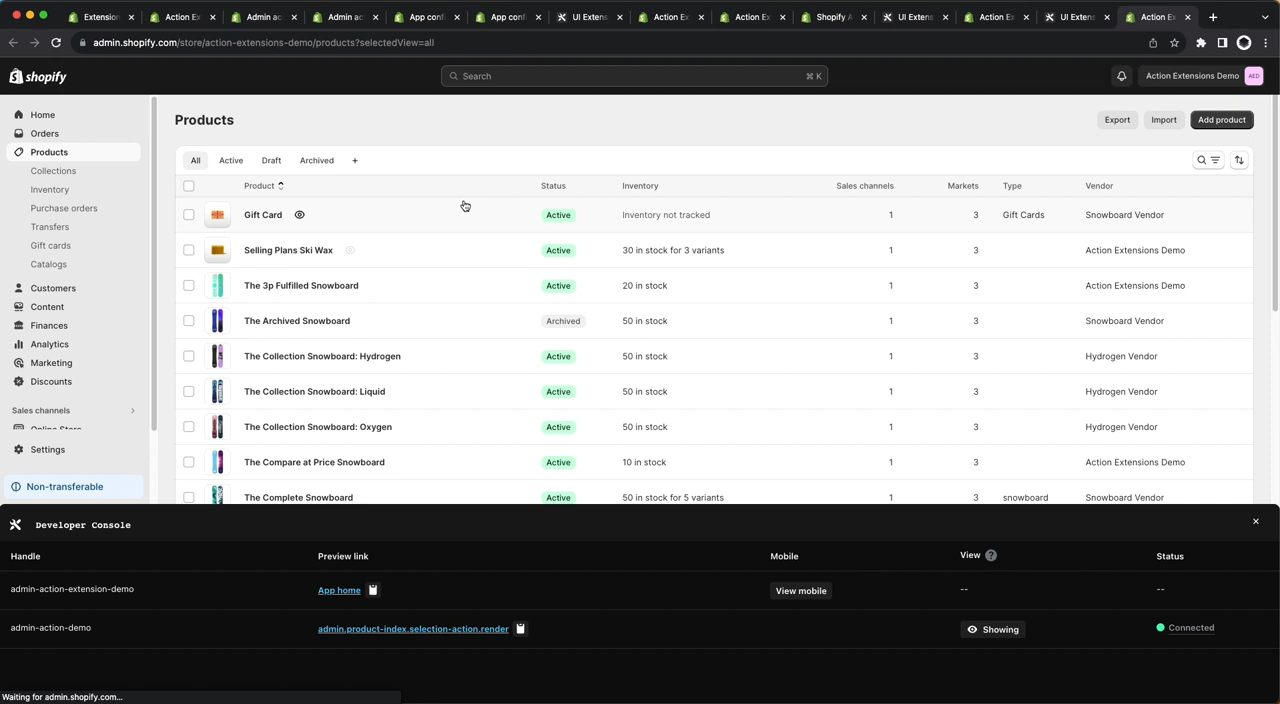 Extension
Action Ex
Admin ac
Admin ac
App confi
App confi
UI Extens
Action Ex
Action Ex
Shopify A
UI Extens
Action Ex
UI Extens
Action Ex
admin.shopify.com/store/action-extensions-demo/products?selectedView=all
shopify
Search
⌘ K
Action Extensions Demo
AED
Home
Orders
Products
Collections
Inventory
Purchase orders
Transfers
Gift cards
Catalogs
Customers
Content
Finances
Analytics
Marketing
Discounts
Sales channels
Online Store
Settings
Non-transferable
Products
Export Import Add product
All Active Draft Archived +
Product Status Inventory Sales channels Markets Type Vendor
Gift Card Active Inventory not tracked 1 3 Gift Cards Snowboard Vendor
Selling Plans Ski Wax Active 30 in stock for 3 variants 1 3 Action Extensions Demo
The 3p Fulfilled Snowboard Active 20 in stock 1 3 Action Extensions Demo
The Archived Snowboard Archived 50 in stock 1 3 Snowboard Vendor
The Collection Snowboard: Hydrogen Active 50 in stock 1 3 Hydrogen Vendor
The Collection Snowboard: Liquid Active 50 in stock 1 3 Hydrogen Vendor
The Collection Snowboard: Oxygen Active 50 in stock 1 3 Hydrogen Vendor
The Compare at Price Snowboard Active 10 in stock 1 3 Action Extensions Demo
The Complete Snowboard Active 50 in stock for 5 variants 1 3 snowboard Snowboard Vendor
Developer Console
Handle Preview link Mobile View ? Status
admin-action-extension-demo App home View mobile -- --
admin-action-demo admin.product-index.selection-action.render Showing Connected
Waiting for admin.shopify.com...